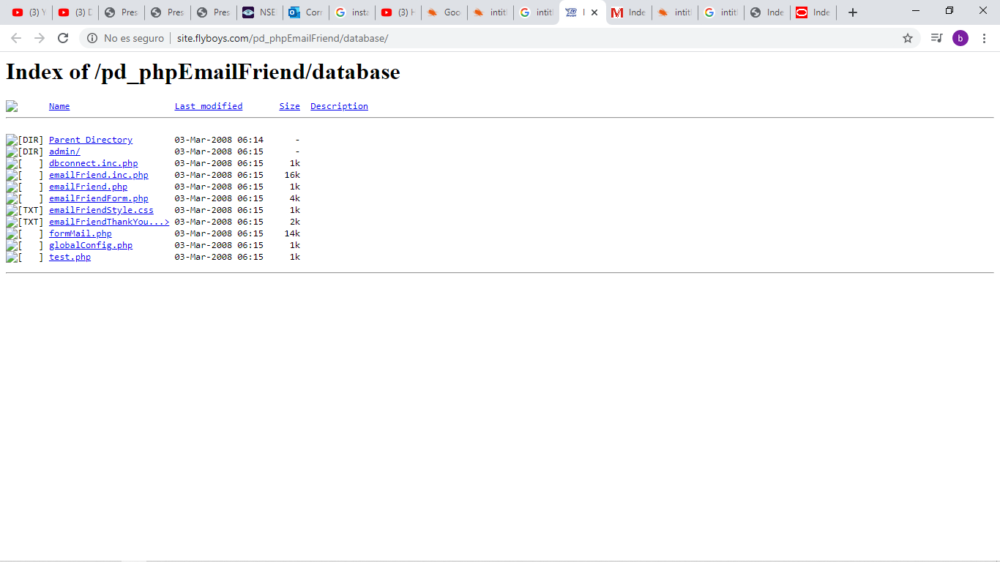 (3) Y (3) D Pres Pres Pres NSE Corr insta (3) H Goo intitl intitl I Inde intitl intitl Inde Inde
No es seguro site.flyboys.com/pd_phpEmailFriend/database/ b
Index of /pd_phpEmailFriend/database
Name Last modified Size Description
[DIR] Parent Directory 03-Mar-2008 06:14 -
[DIR] admin/ 03-Mar-2008 06:15 -
[ ] dbconnect.inc.php 03-Mar-2008 06:15 1k
[ ] emailFriend.inc.php 03-Mar-2008 06:15 16k
[ ] emailFriend.php 03-Mar-2008 06:15 1k
[ ] emailFriendForm.php 03-Mar-2008 06:15 4k
[TXT] emailFriendStyle.css 03-Mar-2008 06:15 1k
[TXT] emailFriendThankYou...> 03-Mar-2008 06:15 2k
[ ] formMail.php 03-Mar-2008 06:15 14k
[ ] globalConfig.php 03-Mar-2008 06:15 1k
[ ] test.php 03-Mar-2008 06:15 1k